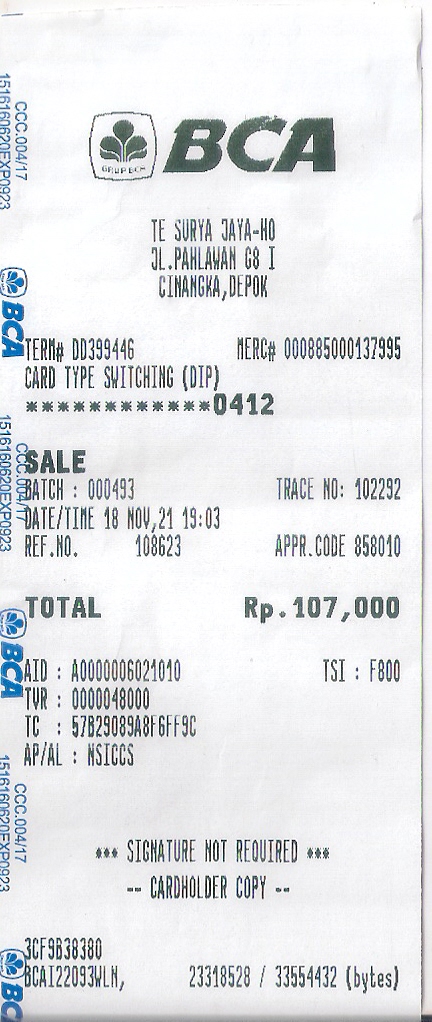 GRUP BCA
BCA
TE SURYA JAYA-HO
JL.PAHLAWAN G8 I
CINANGKA,DEPOK
TERM# DD399446 MERC# 000885000137995
CARD TYPE SWITCHING (DIP)
************0412
SALE
BATCH : 000493 TRACE NO: 102292
DATE/TIME 18 NOV,21 19:03
REF.NO. 108623 APPR.CODE 858010
TOTAL Rp.107,000
AID : A0000006021010 TSI : F800
TVR : 0000048000
TC : 57B29089A8F6FF9C
AP/AL : NSICCS
*** SIGNATURE NOT REQUIRED ***
-- CARDHOLDER COPY --
3CF9B38380
BCAI22093WLN, 23318528 / 33554432 (bytes)
CCC.004/17
1516160620EXP0923
BCA
CCC.004/17
1516160620EXP0923
BCA
CCC.004/17
1516160620EXP0923
BC